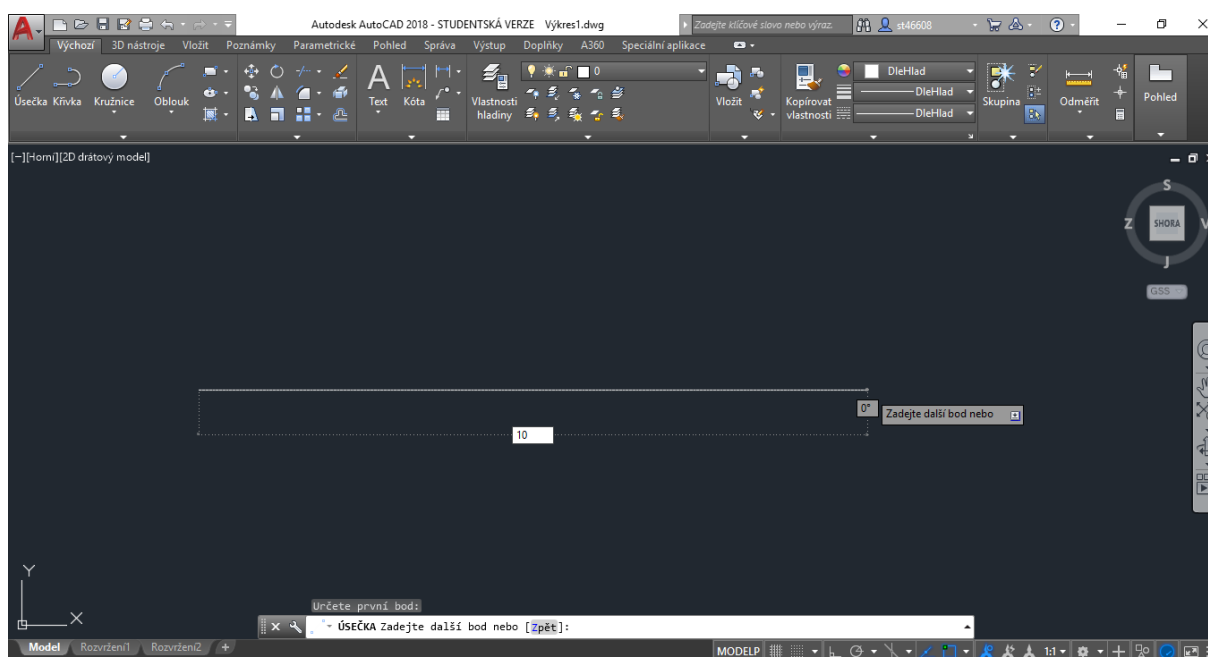 Autodesk AutoCAD 2018 - STUDENTSKÁ VERZE Výkres1.dwg
Zadejte klíčové slovo nebo výraz.
st46608
Výchozí 3D nástroje Vložit Poznámky Parametrické Pohled Správa Výstup Doplňky A360 Speciální aplikace
Úsečka Křivka Kružnice Oblouk
Text Kóta
Vlastnosti
hladiny
0
Vložit
Kopírovat
vlastnosti
DleHlad
DleHlad
DleHlad
Skupina
Odměřit
Pohled
[−][Horní][2D drátový model]
S
Z SHORA V
J
GSS
0° Zadejte další bod nebo
10
Y
X
Určete první bod:
ÚSEČKA Zadejte další bod nebo [Zpět]:
Model Rozvržení1 Rozvržení2 +
MODELP 1:1